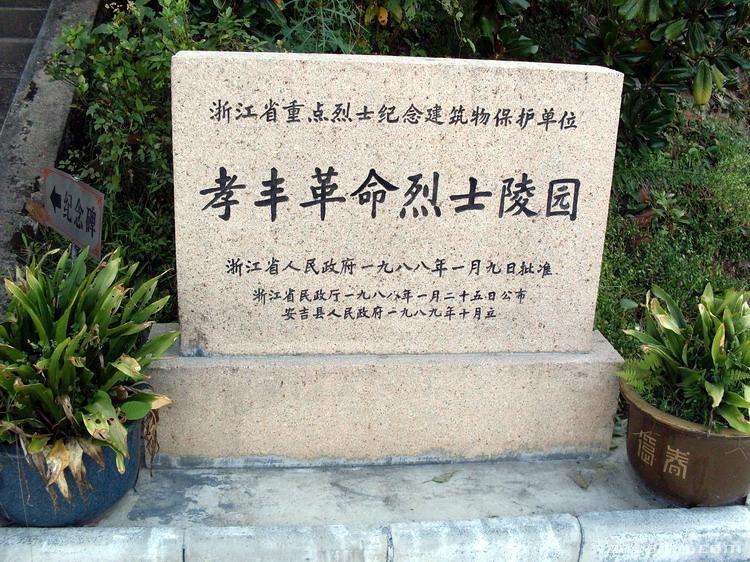 浙江省重点烈士纪念建筑物保护单位
孝丰革命烈士陵园
浙江省人民政府一九八八年一月九日批准
浙江省民政厅一九八八年一月二十五日公布
安吉县人民政府一九八九年十月立
←纪念碑